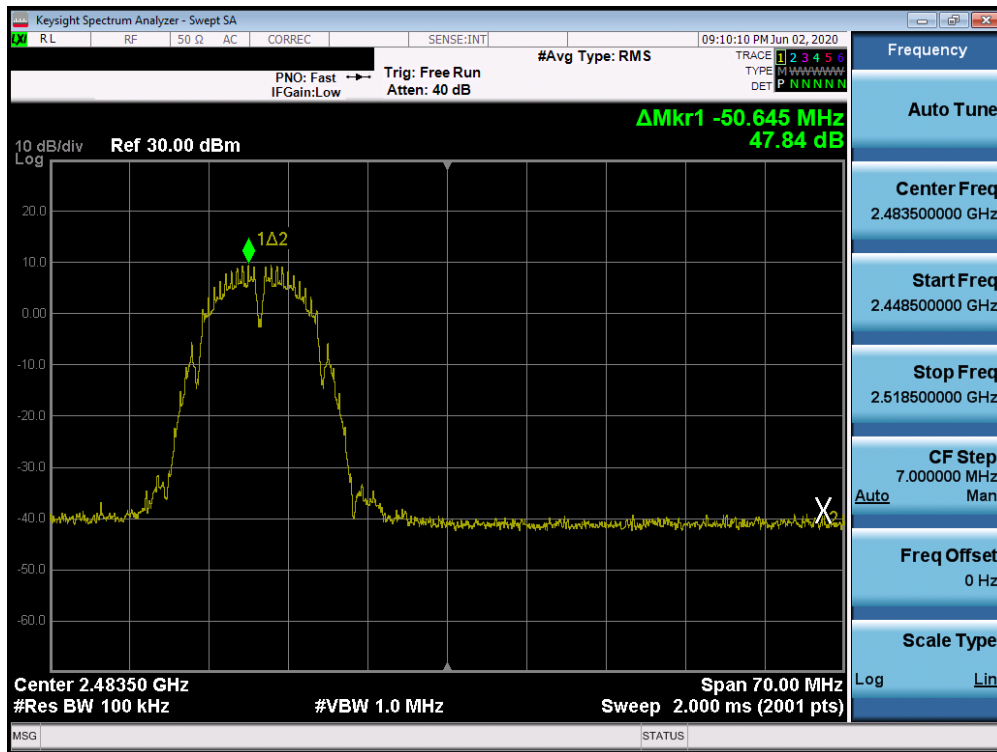 Keysight Spectrum Analyzer - Swept SA
LXI RL RF 50 Ω AC CORREC SENSE:INT 09:10:10 PM Jun 02, 2020
#Avg Type: RMS
TRACE 1 2 3 4 5 6
PNO: Fast Trig: Free Run
TYPE M WWWWW
IFGain:Low Atten: 40 dB
DET P N N N N N
ΔMkr1 -50.645 MHz
47.84 dB
10 dB/div Ref 30.00 dBm
Log
20.0
1Δ2
10.0
0.00
-10.0
-20.0
-30.0
-40.0
X2
-50.0
-60.0
Center 2.48350 GHz Span 70.00 MHz
#Res BW 100 kHz #VBW 1.0 MHz Sweep 2.000 ms (2001 pts)
MSG STATUS
Frequency
Auto Tune
Center Freq
2.483500000 GHz
Start Freq
2.448500000 GHz
Stop Freq
2.518500000 GHz
CF Step
7.000000 MHz
Auto Man
Freq Offset
0 Hz
Scale Type
Log Lin